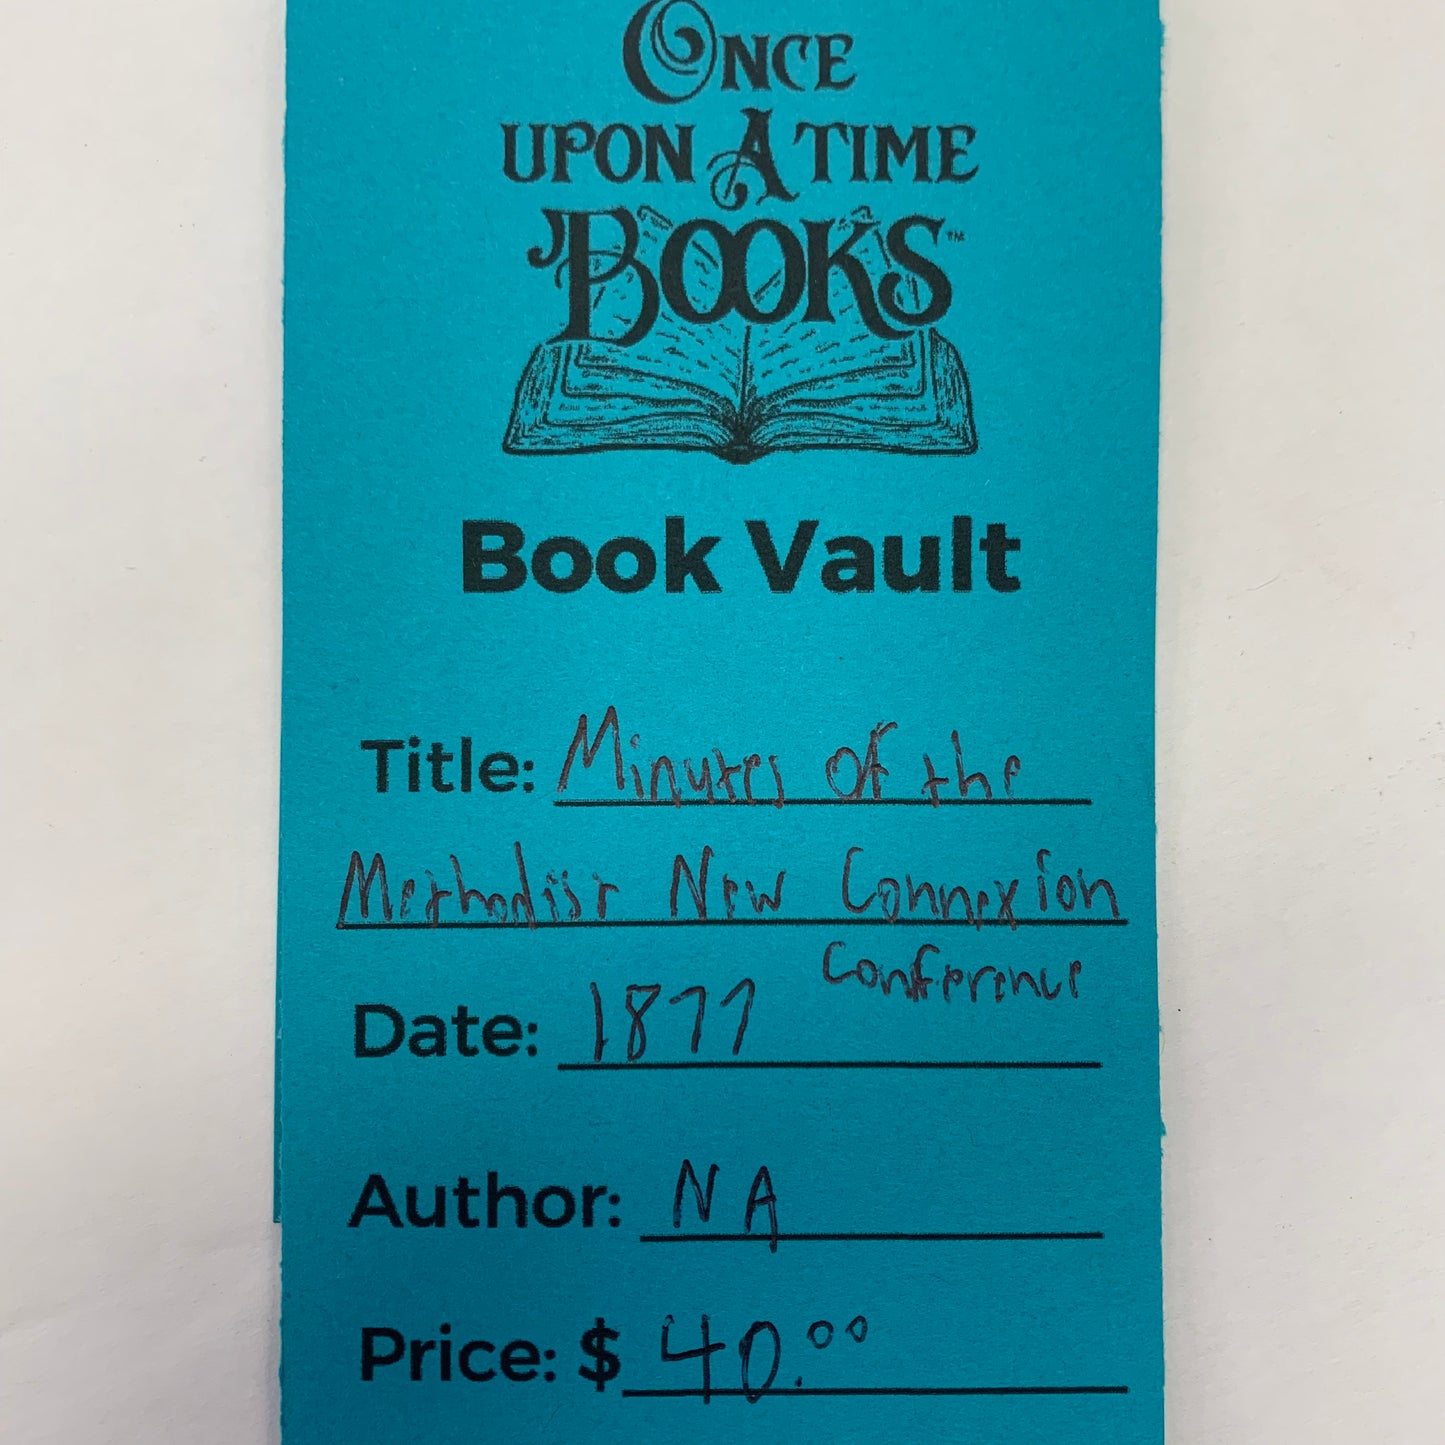 ONCE
UPON A TIME
BOOKS™
Book Vault
Title: Minutes of the
Methodist New Connexion
Conference
Date: 1877
Author: NA
Price: $ 40.00